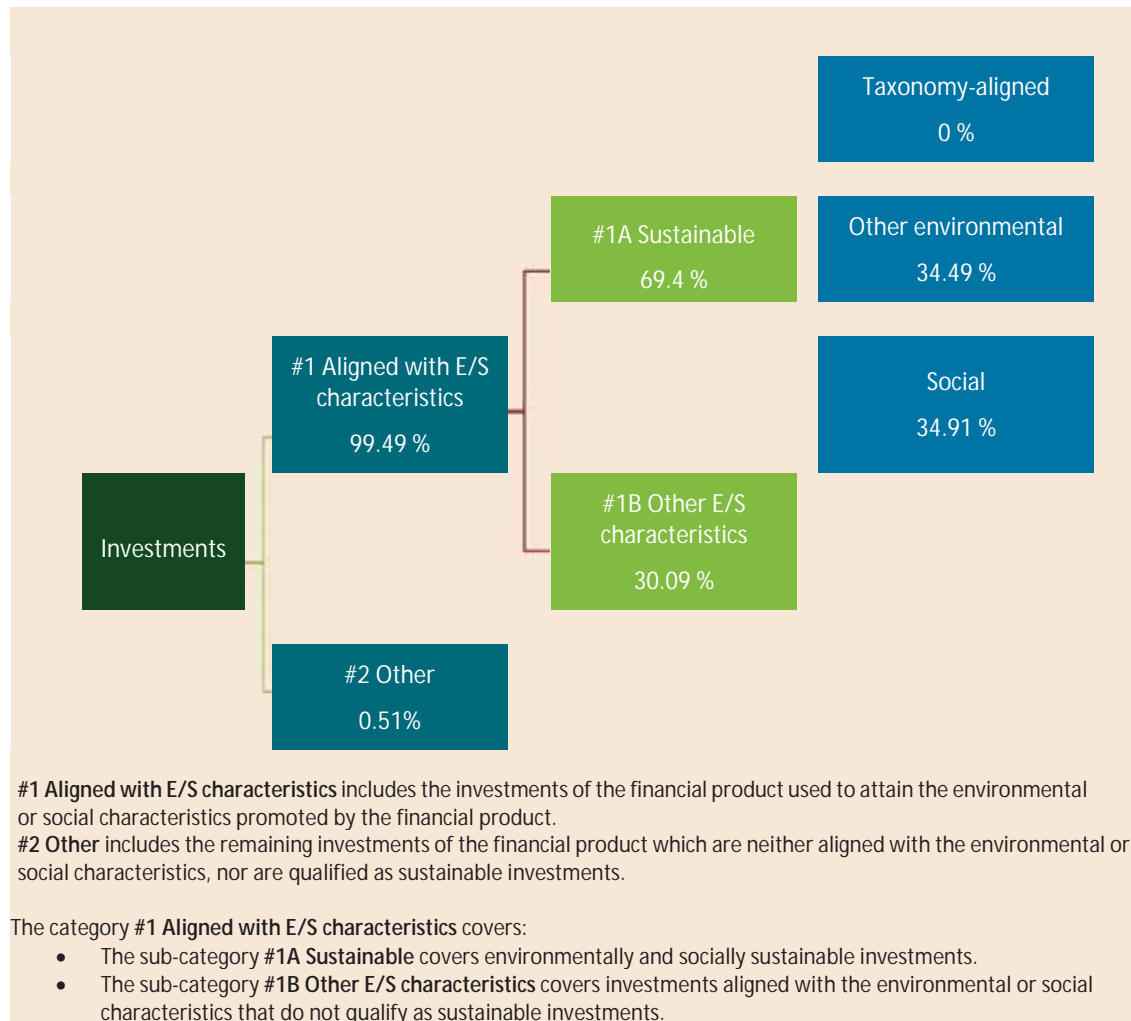 Taxonomy-aligned
0 %
#1A Sustainable
69.4 %
Other environmental
34.49 %
#1 Aligned with E/S
characteristics
99.49 %
Social
34.91 %
Investments
#1B Other E/S
characteristics
30.09 %
#2 Other
0.51%
#1 Aligned with E/S characteristics includes the investments of the financial product used to attain the environmental
or social characteristics promoted by the financial product.
#2 Other includes the remaining investments of the financial product which are neither aligned with the environmental or
social characteristics, nor are qualified as sustainable investments.
The category #1 Aligned with E/S characteristics covers:
• The sub-category #1A Sustainable covers environmentally and socially sustainable investments.
• The sub-category #1B Other E/S characteristics covers investments aligned with the environmental or social
characteristics that do not qualify as sustainable investments.